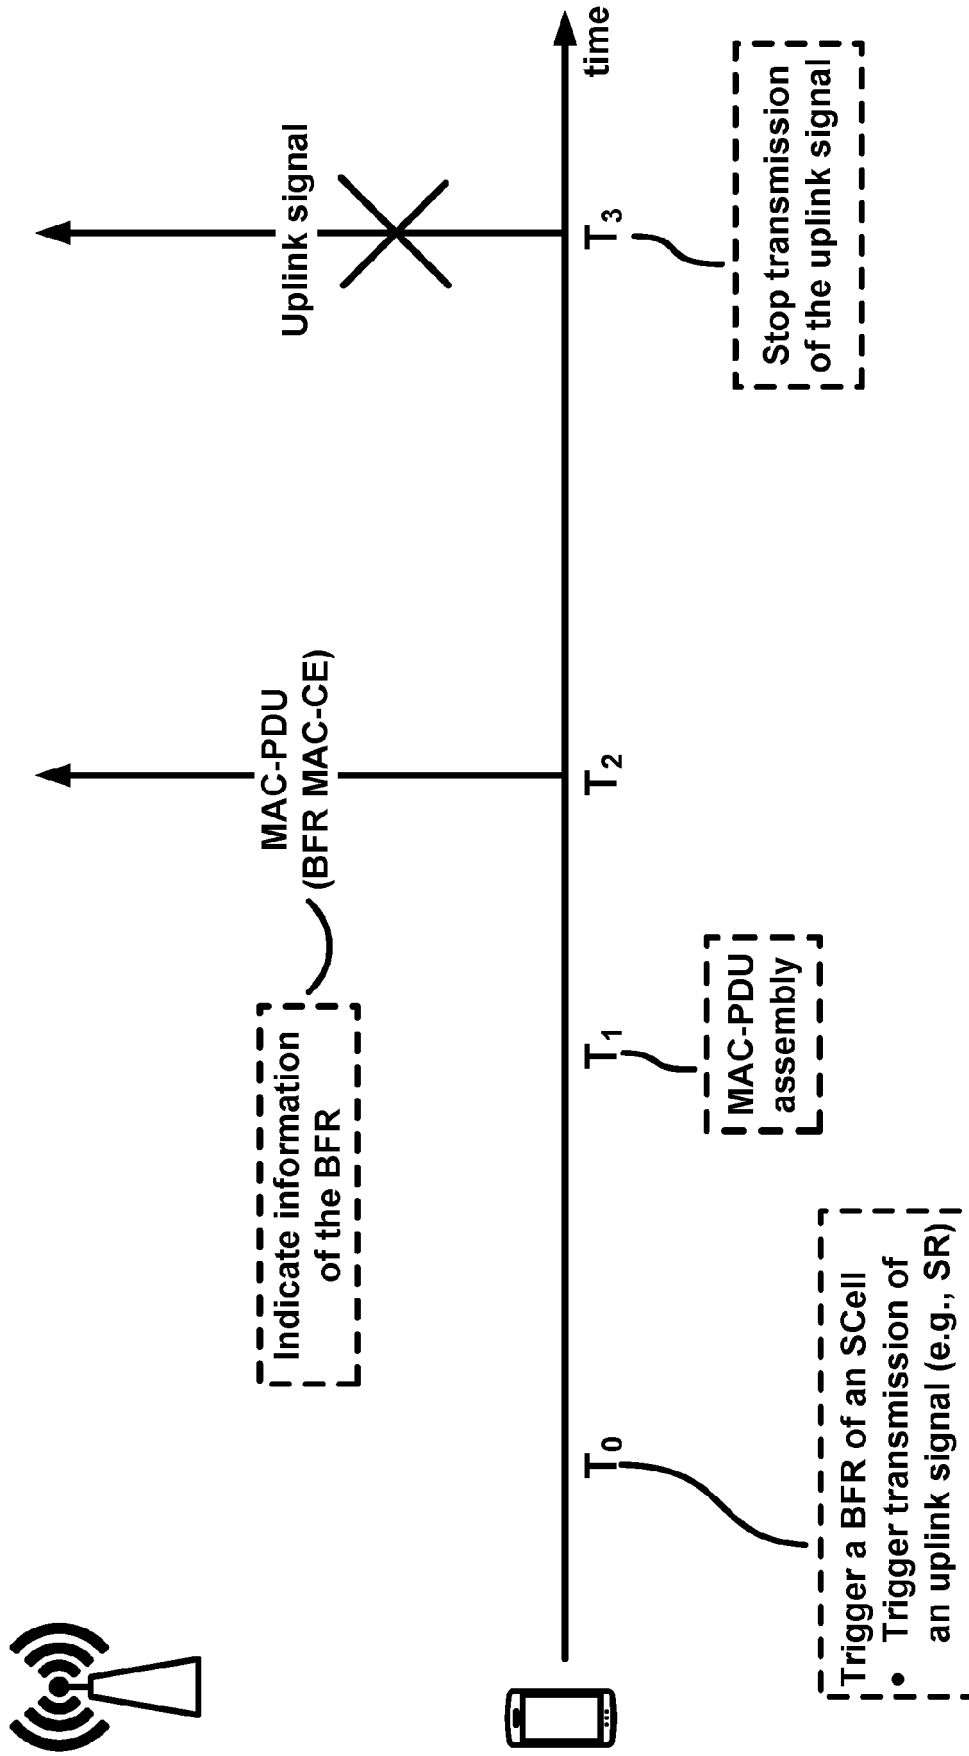 MAC-PDU
(BFR MAC-CE)
Uplink signal
Indicate information
of the BFR
time
T0
T1
T2
T3
Trigger a BFR of an SCell
• Trigger transmission of
an uplink signal (e.g., SR)
MAC-PDU
assembly
Stop transmission
of the uplink signal